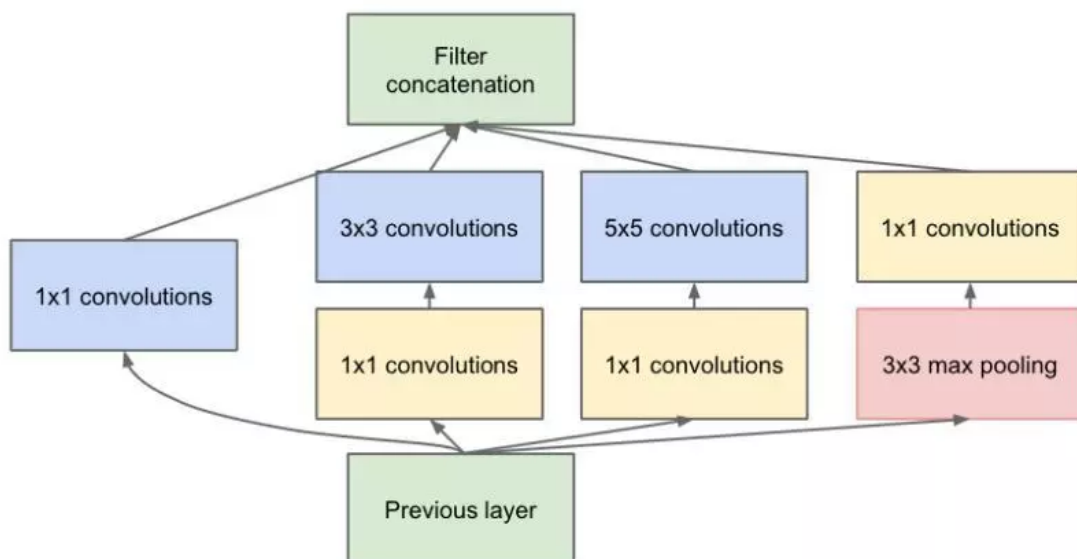 Filter
concatenation
3x3 convolutions
5x5 convolutions
1x1 convolutions
1x1 convolutions
1x1 convolutions
1x1 convolutions
3x3 max pooling
Previous layer